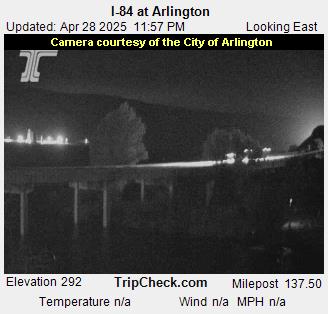 I-84 at Arlington
Updated: Apr 28 2025 11:57 PM Looking East
Camera courtesy of the City of Arlington
Elevation 292 TripCheck.com Milepost 137.50
Temperature n/a Wind n/a MPH n/a